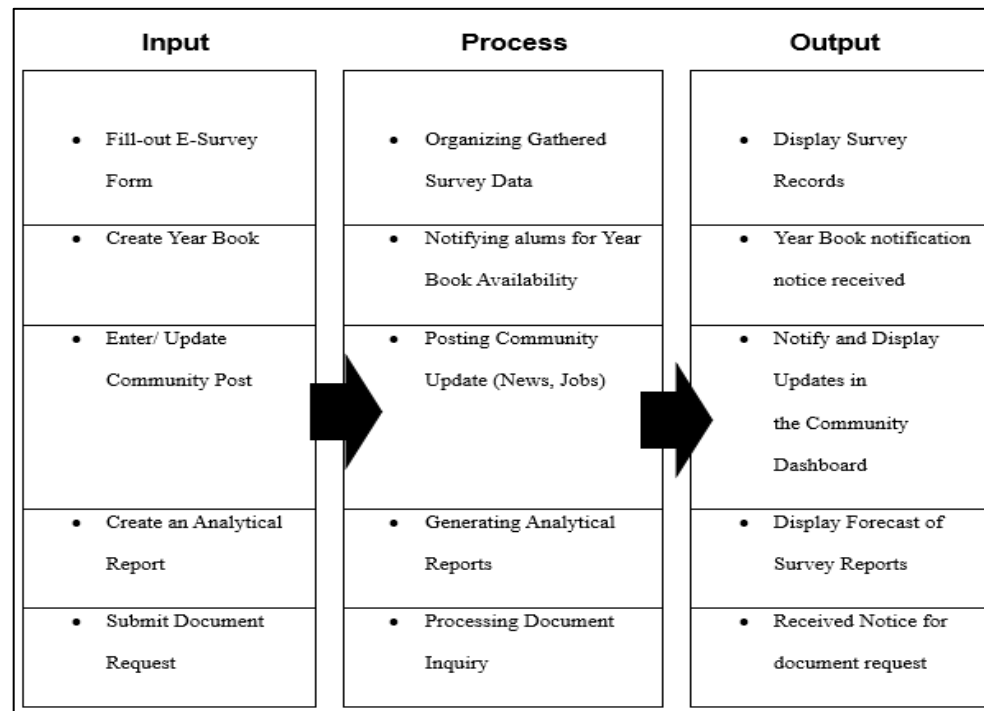 Input
Process
Output
• Fill-out E-Survey
Form
• Organizing Gathered
Survey Data
• Display Survey
Records
• Create Year Book
• Notifying alums for Year
Book Availability
• Year Book notification
notice received
• Enter/ Update
Community Post
• Posting Community
Update (News, Jobs)
• Notify and Display
Updates in
the Community
Dashboard
• Create an Analytical
Report
• Generating Analytical
Reports
• Display Forecast of
Survey Reports
• Submit Document
Request
• Processing Document
Inquiry
• Received Notice for
document request